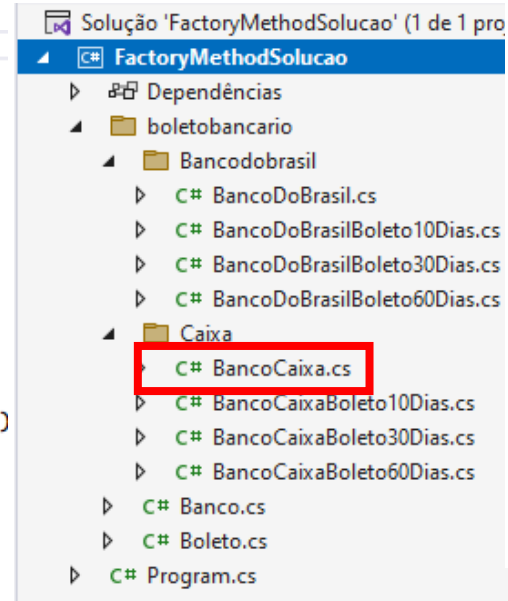 Solução 'FactoryMethodSolucao' (1 de 1 proj
C# FactoryMethodSolucao
Dependências
boletobancario
Bancodobrasil
C# BancoDoBrasil.cs
C# BancoDoBrasilBoleto10Dias.cs
C# BancoDoBrasilBoleto30Dias.cs
C# BancoDoBrasilBoleto60Dias.cs
Caixa
C# BancoCaixa.cs
C# BancoCaixaBoleto10Dias.cs
C# BancoCaixaBoleto30Dias.cs
C# BancoCaixaBoleto60Dias.cs
C# Banco.cs
C# Boleto.cs
C# Program.cs